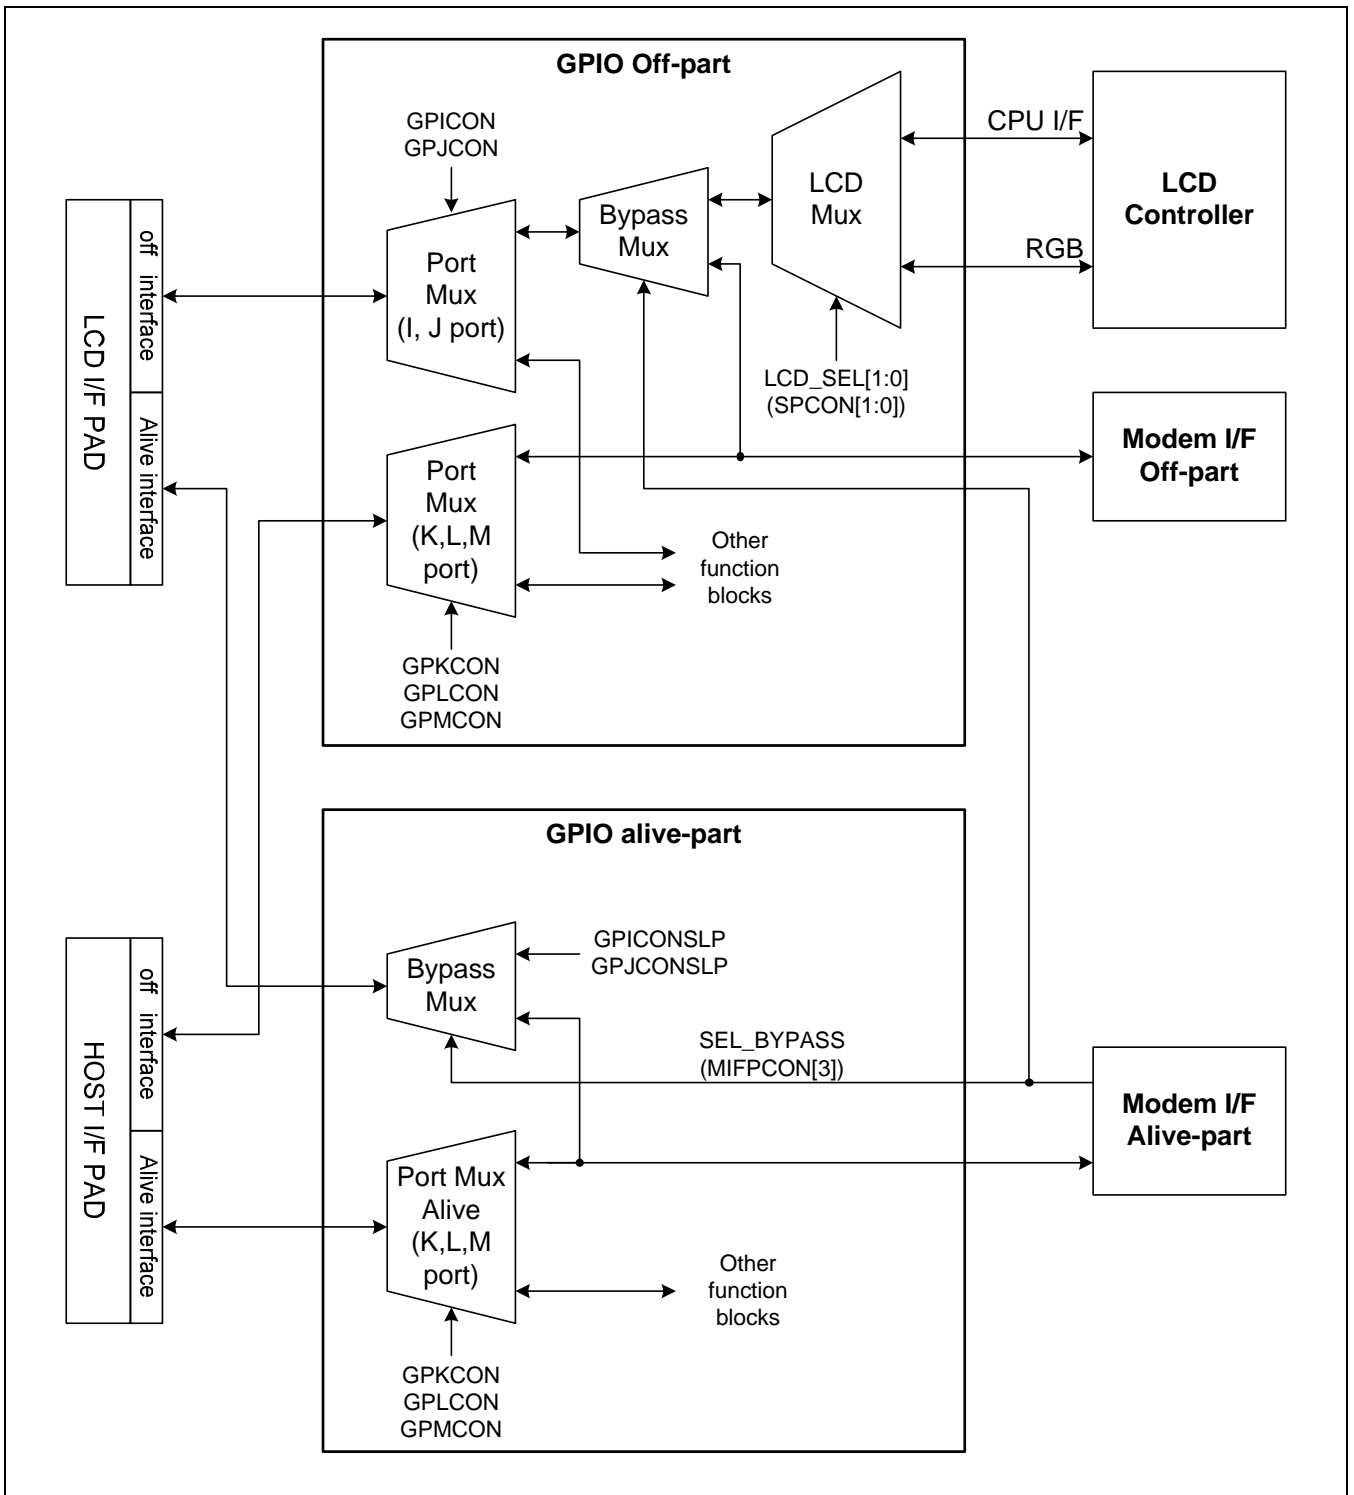 GPIO Off-part
GPICON
GPJCON
CPU I/F
LCD
Controller
RGB
LCD
Mux
Bypass
Mux
Port
Mux
(I, J port)
LCD_SEL[1:0]
(SPCON[1:0])
off interface
Alive interface
LCD I/F PAD
Modem I/F
Off-part
Port
Mux
(K,L,M
port)
Other
function
blocks
GPKCON
GPLCON
GPMCON
GPIO alive-part
GPICONSLP
GPJCONSLP
Bypass
Mux
SEL_BYPASS
(MIFPCON[3])
off interface
Alive interface
HOST I/F PAD
Modem I/F
Alive-part
Port Mux
Alive
(K,L,M
port)
Other
function
blocks
GPKCON
GPLCON
GPMCON